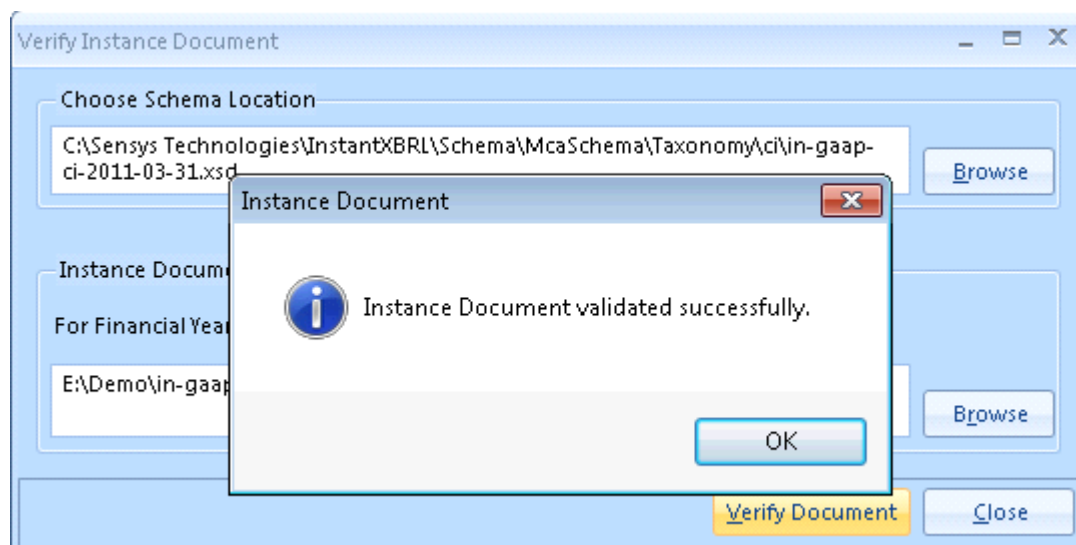 Verify Instance Document
Choose Schema Location
C:\Sensys Technologies\InstantXBRL\Schema\McaSchema\Taxonomy\ci\in-gaap-
ci-2011-03-31.xsd
Browse
Instance Document
Instance Docum
For Financial Year
Instance Document validated successfully.
E:\Demo\in-gaap
Browse
OK
Verify Document
Close